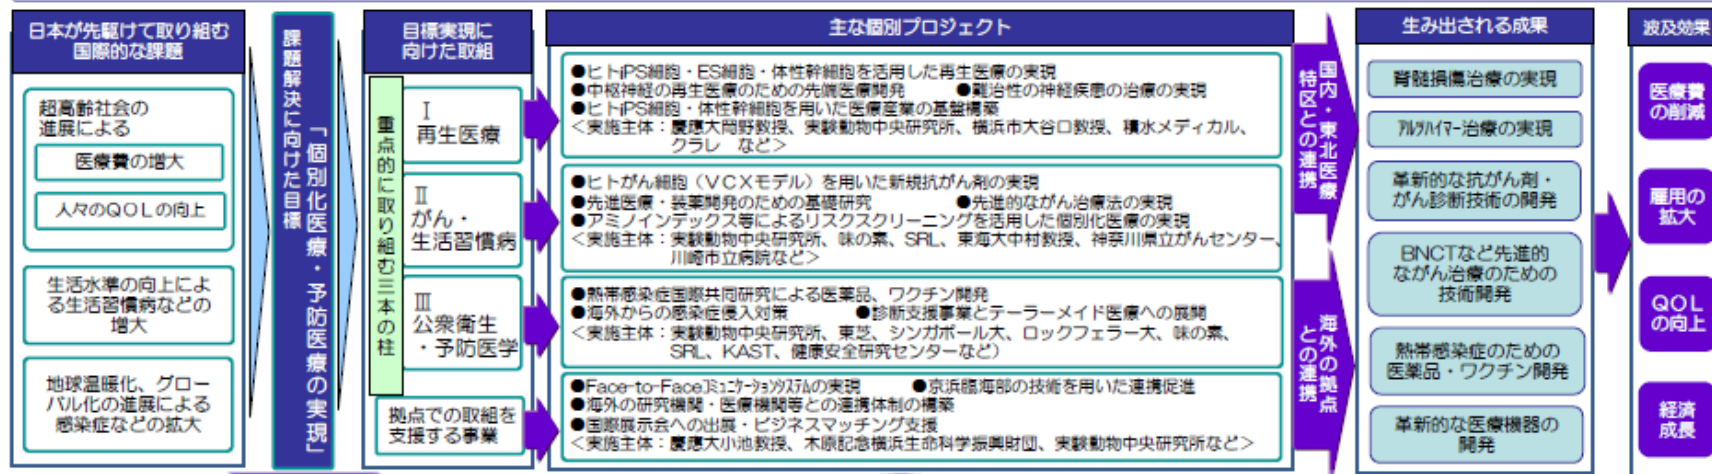 日本が先駆けて取り組む
国際的な課題
超高齢社会の
進展による
医療費の増大
人々のQOLの向上
生活水準の向上によ
る生活習慣病などの
増大
地球温暖化、グロー
バル化の進展による
感染症などの拡大
課題解決に向けた目標
「個別化医療・予防医療の実現」
目標実現に
向けた取組
重点的に取り組む三本の柱
Ⅰ
再生医療
Ⅱ
がん・
生活習慣病
Ⅲ
公衆衛生
・予防医学
拠点での取組を
支援する事業
主な個別プロジェクト
●ヒトiPS細胞・ES細胞・体性幹細胞を活用した再生医療の実現
●中枢神経の再生医療のための先端医療開発 ●難治性の神経疾患の治療の実現
●ヒトiPS細胞・体性幹細胞を用いた医療産業の基盤構築
<実施主体：慶應大岡野教授、実験動物中央研究所、横浜市大谷口教授、積水メディカル、
クラレ など>
●ヒトがん細胞（VCXモデル）を用いた新規抗がん剤の実現
●先進医療・装薬開発のための基礎研究 ●先進的ながん治療法の実現
●アミノインデックス等によるリスクスクリーニングを活用した個別化医療の実現
<実施主体：実験動物中央研究所、味の素、SRL、東海大中村教授、神奈川県立がんセンター、
川崎市立病院など>
●熱帯感染症国際共同研究による医薬品、ワクチン開発
●海外からの感染症侵入対策 ●診断支援事業とテーラーメイド医療への展開
<実施主体：実験動物中央研究所、東芝、シンガポール大、ロックフェラー大、味の素、
SRL、KAST、健康安全研究センターなど）
●Face-to-Faceコミュニケーションシステムの実現 ●京浜臨海部の技術を用いた連携促進
●海外の研究機関・医療機関等との連携体制の構築
●国際展示会への出展・ビジネスマッチング支援
<実施主体：慶應大小池教授、木原記念横浜生命科学振興財団、実験動物中央研究所など>
国内・東北医療
特区との連携
海外の拠点
との連携
生み出される成果
脊髄損傷治療の実現
アルツハイマー治療の実現
革新的な抗がん剤・
がん診断技術の開発
BNCTなど先進的
ながん治療のための
技術開発
熱帯感染症のための
医薬品・ワクチン開発
革新的な医療機器の
開発
波及効果
医療費
の削減
雇用の
拡大
QOL
の向上
経済
成長